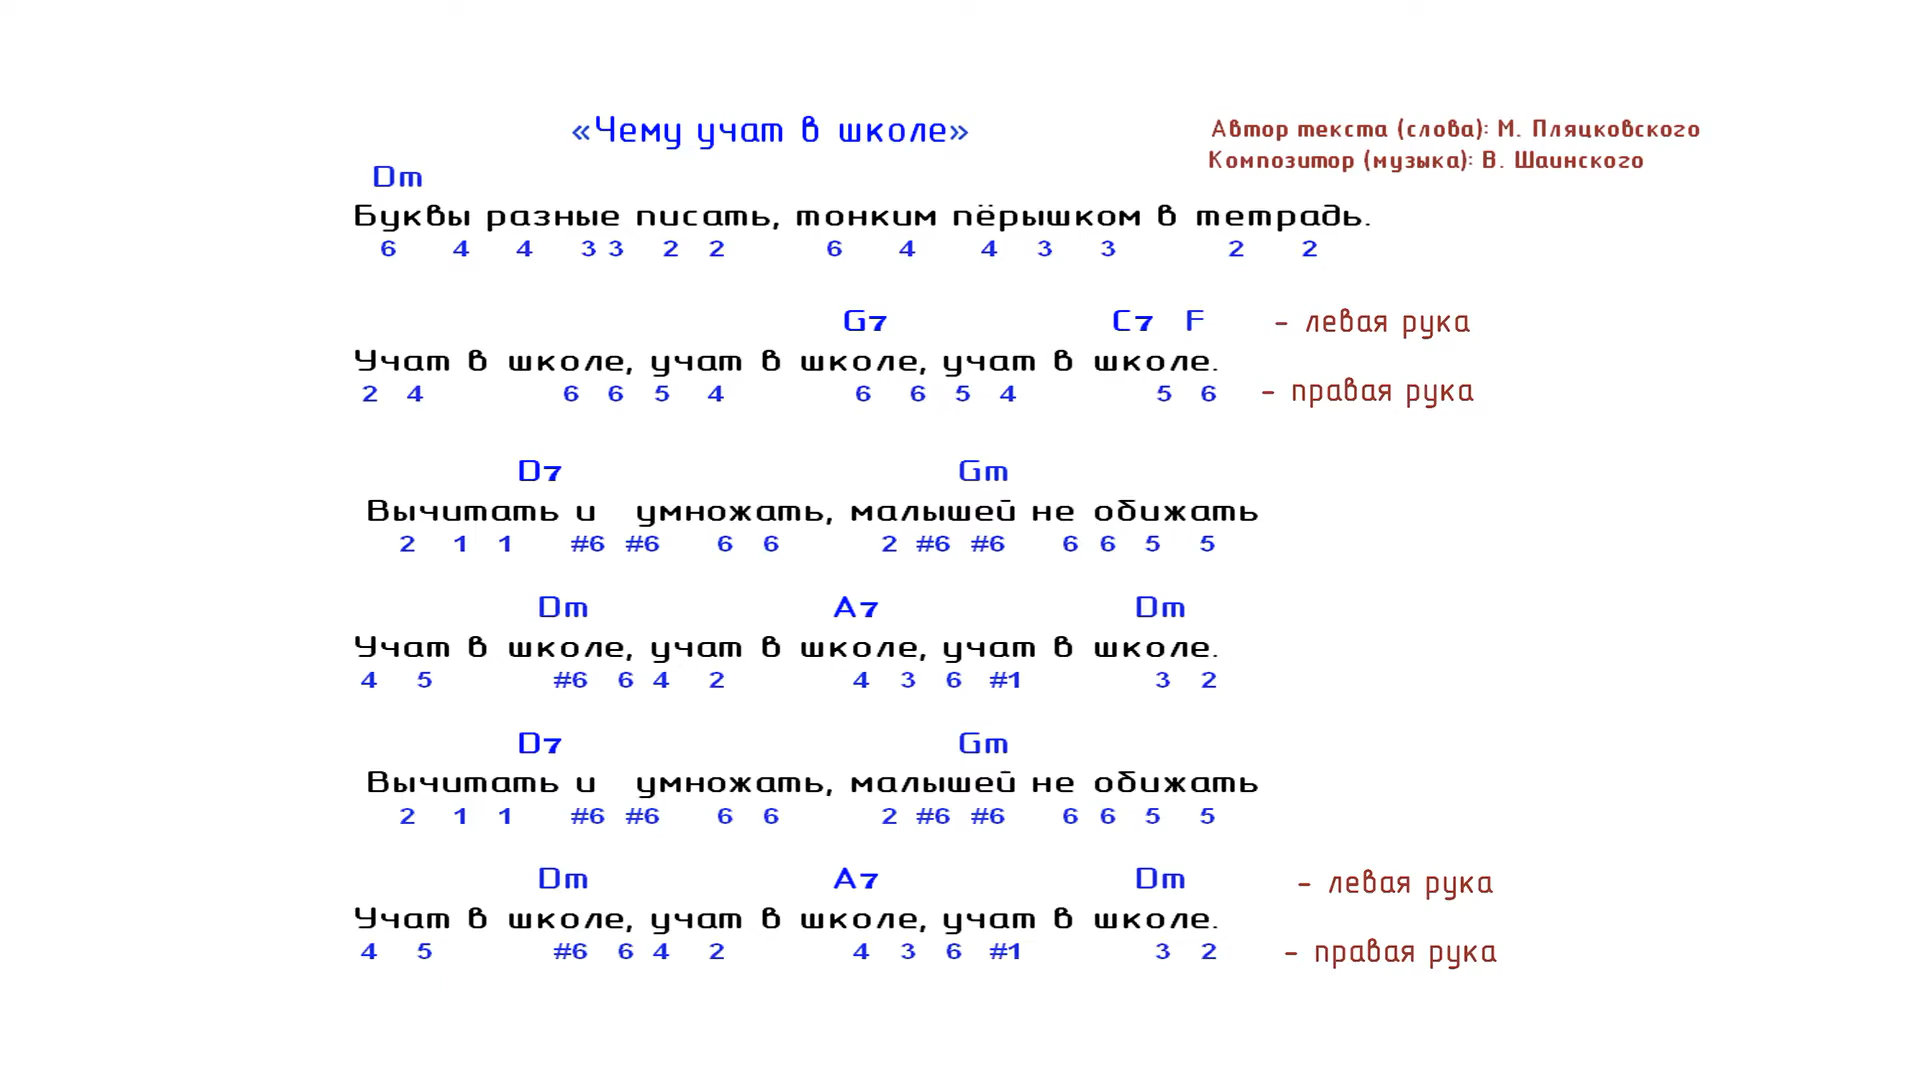 «Чему учат в школе»
Автор текста (слова): М. Пляцковского
Композитор (музыка): В. Шаинского
Dm
Буквы разные писать, тонким пёрышком в тетрадь.
6 4 4 3 3 2 2 6 4 4 3 3 2 2
G7 C7 F - левая рука
Учат в школе, учат в школе, учат в школе.
2 4 6 6 5 4 6 6 5 4 5 6 - правая рука
D7 Gm
Вычитать и умножать, малышей не обижать
2 1 1 #6 #6 6 6 2 #6 #6 6 6 5 5
Dm A7 Dm
Учат в школе, учат в школе, учат в школе.
4 5 #6 6 4 2 4 3 6 #1 3 2
D7 Gm
Вычитать и умножать, малышей не обижать
2 1 1 #6 #6 6 6 2 #6 #6 6 6 5 5
Dm A7 Dm - левая рука
Учат в школе, учат в школе, учат в школе.
4 5 #6 6 4 2 4 3 6 #1 3 2 - правая рука